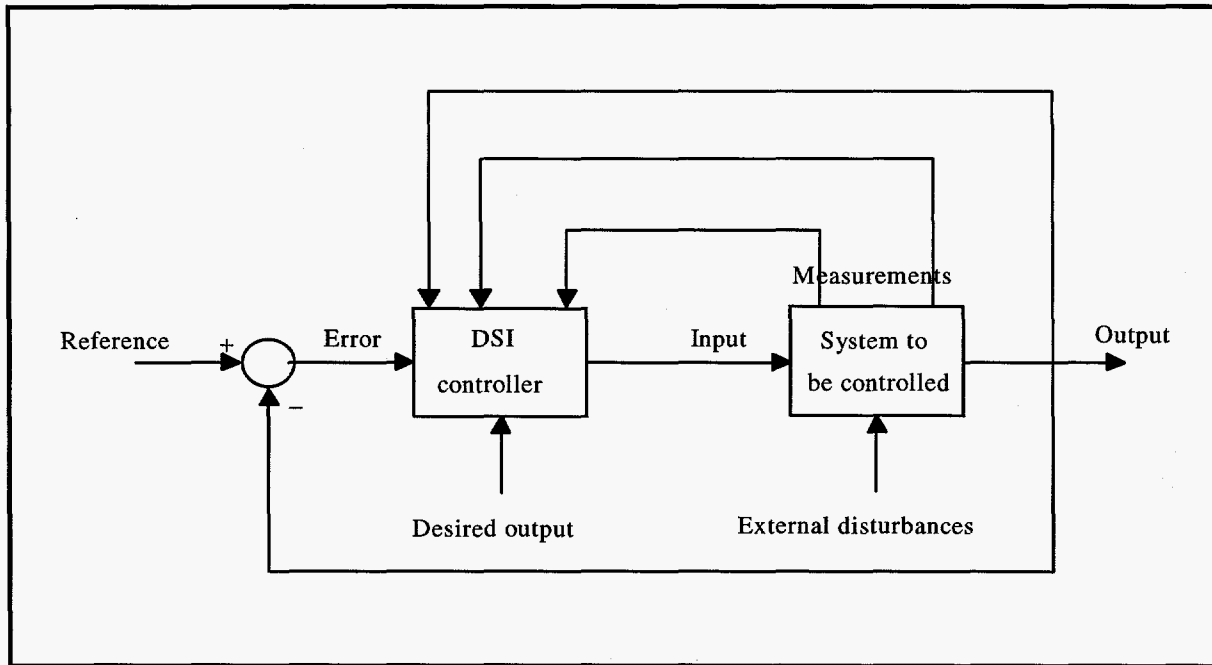 Measurements
Reference
+
Error
DSI
controller
Input
System to
be controlled
Output
−
Desired output
External disturbances